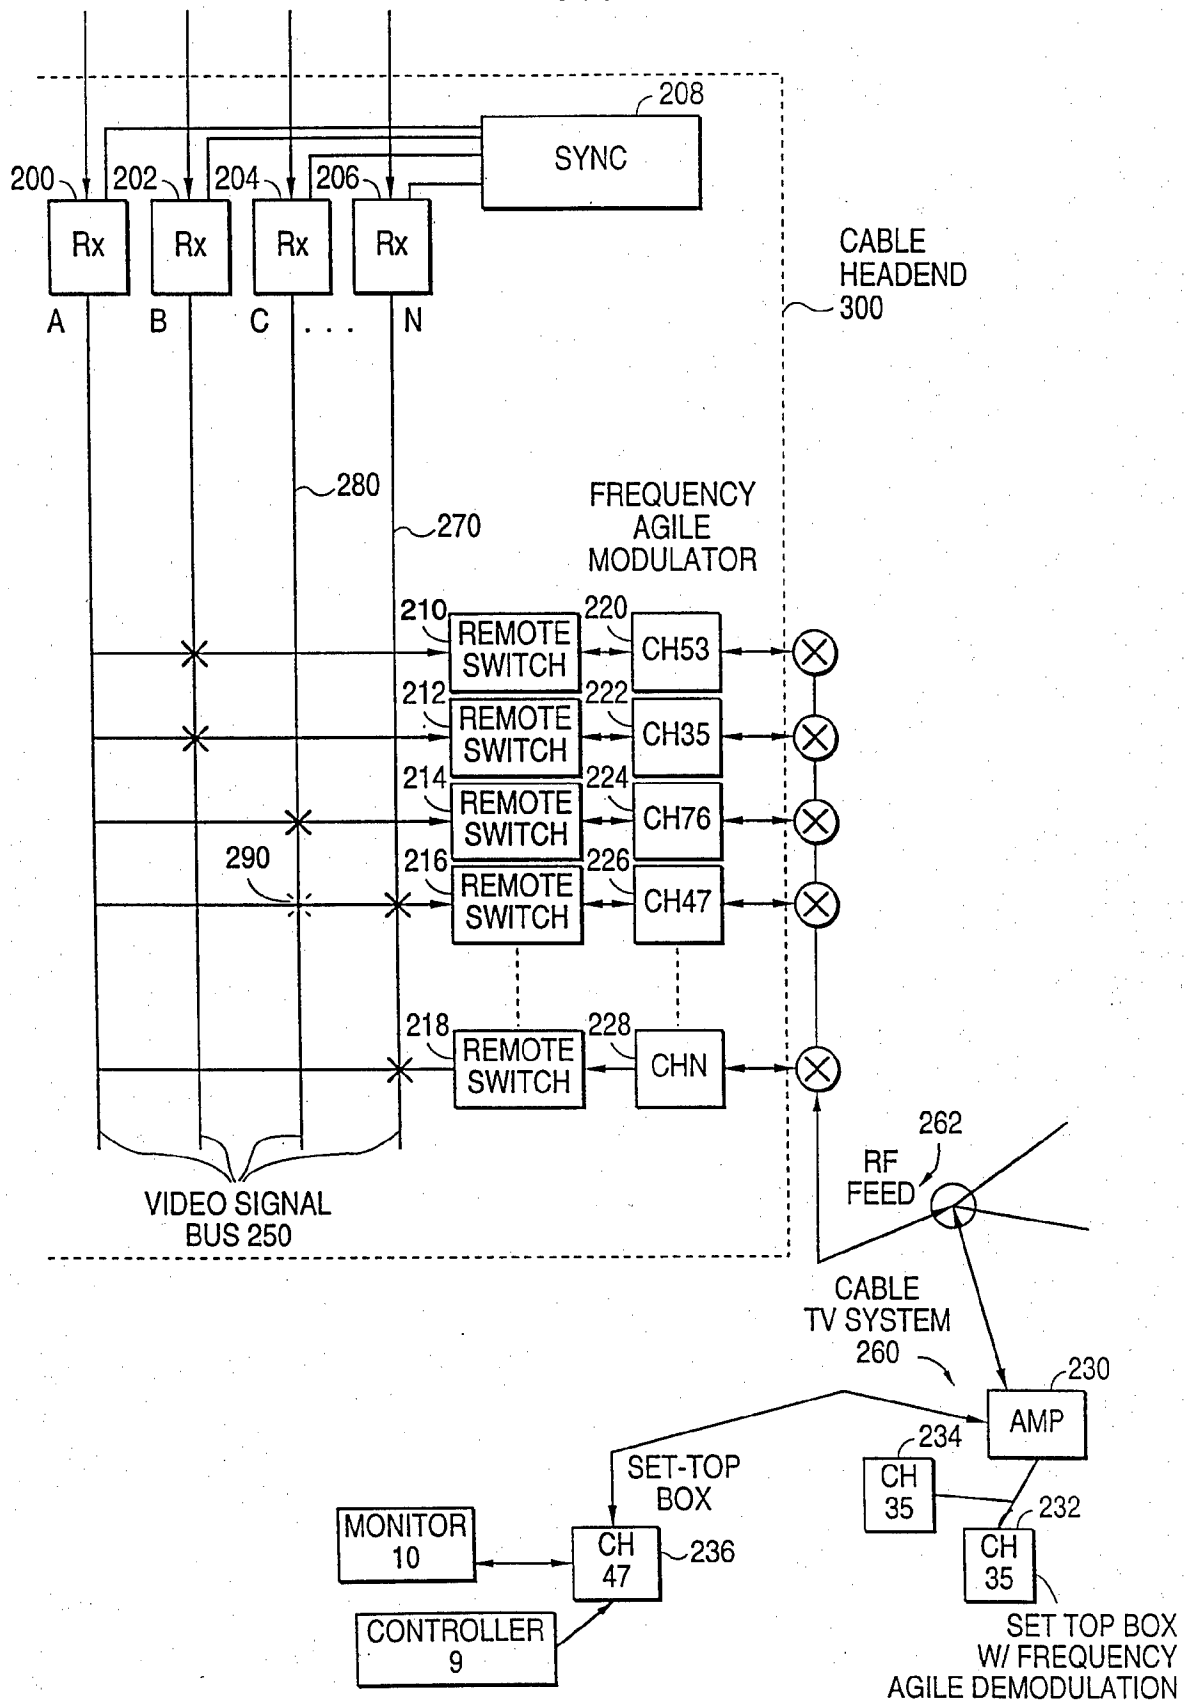 208
SYNC
200
202
204
206
Rx
Rx
Rx
Rx
A
B
C
. . .
N
CABLE
HEADEND
300
280
270
FREQUENCY
AGILE
MODULATOR
210
REMOTE
SWITCH
220
CH53
212
REMOTE
SWITCH
222
CH35
214
REMOTE
SWITCH
224
CH76
290
216
REMOTE
SWITCH
226
CH47
218
REMOTE
SWITCH
228
CHN
VIDEO SIGNAL
BUS 250
262
RF
FEED
CABLE
TV SYSTEM
260
230
AMP
234
CH
35
232
CH
35
SET-TOP
BOX
MONITOR
10
CH
47
236
CONTROLLER
9
SET TOP BOX
W/ FREQUENCY
AGILE DEMODULATION